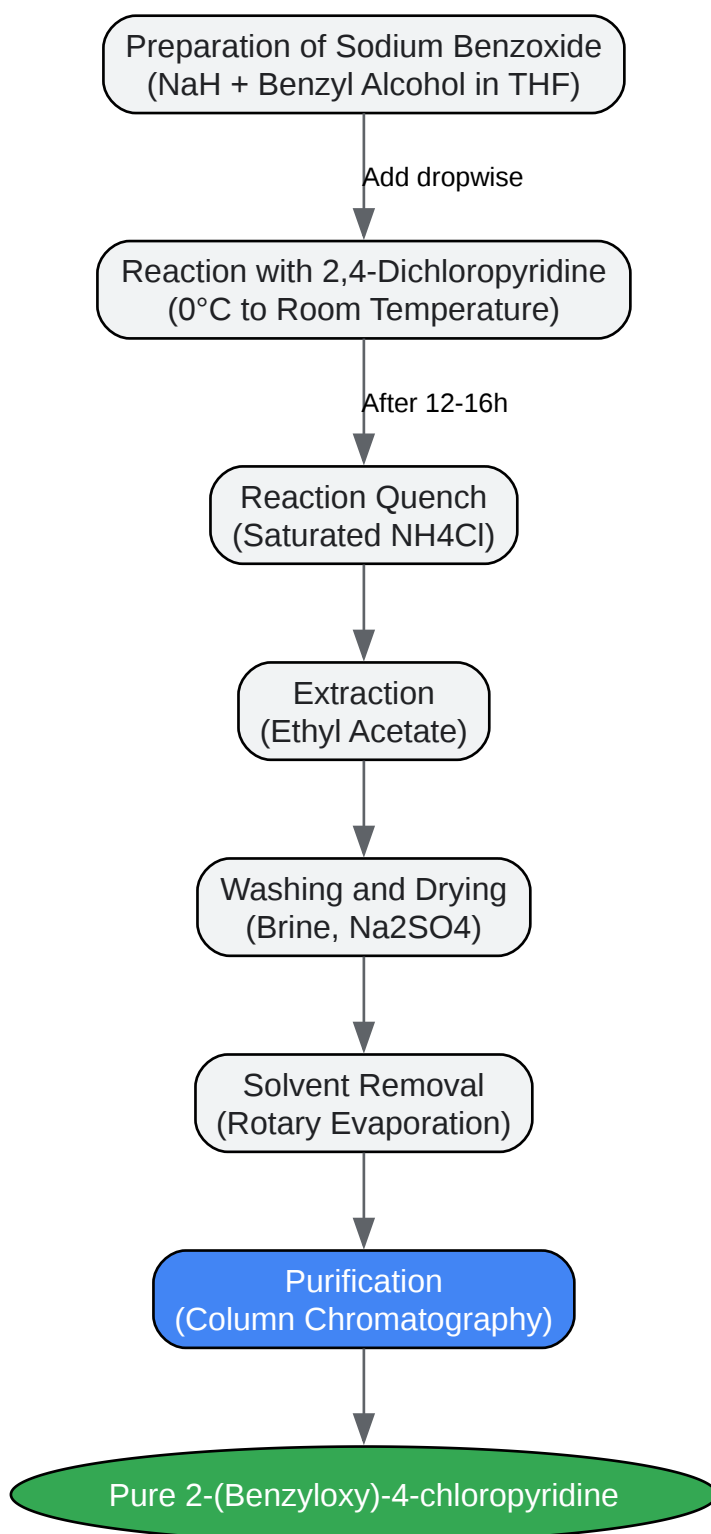 Preparation of Sodium Benzoxide
(NaH + Benzyl Alcohol in THF)
Add dropwise
Reaction with 2,4-Dichloropyridine
(0°C to Room Temperature)
After 12-16h
Reaction Quench
(Saturated NH4Cl)
Extraction
(Ethyl Acetate)
Washing and Drying
(Brine, Na2SO4)
Solvent Removal
(Rotary Evaporation)
Purification
(Column Chromatography)
Pure 2-(Benzyloxy)-4-chloropyridine